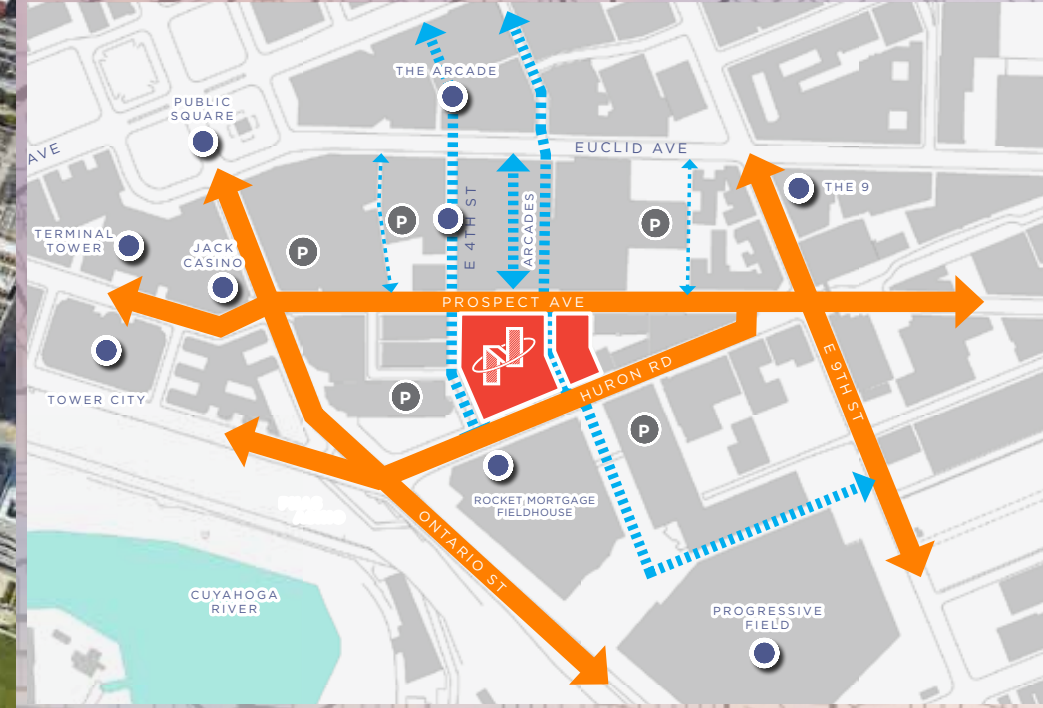 THE ARCADE
PUBLIC
SQUARE
EUCLID AVE
AVE
THE 9
E 4TH ST
ARCADES
P
P
P
TERMINAL
TOWER
JACK
CASINO
PROSPECT AVE
TOWER CITY
HURON RD
E 9TH ST
P
P
ROCKET MORTGAGE
FIELDHOUSE
ONTARIO ST
CUYAHOGA
RIVER
PROGRESSIVE
FIELD